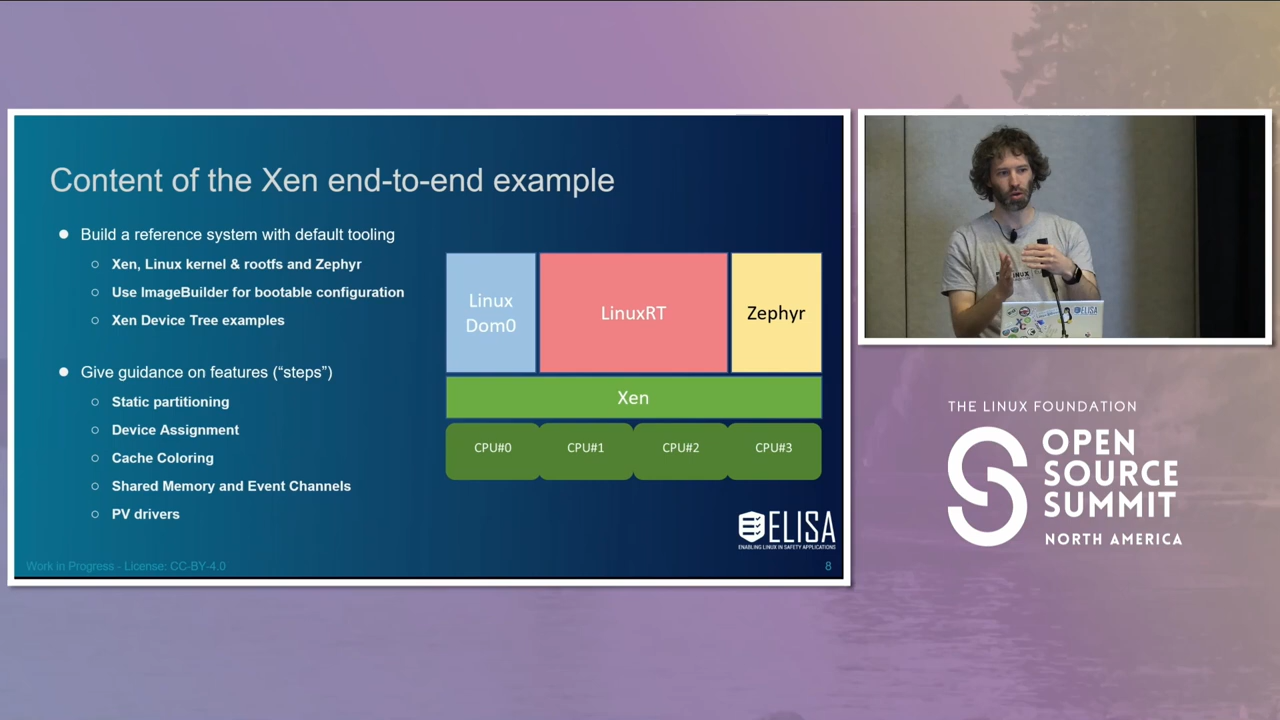 Content of the Xen end-to-end example
Build a reference system with default tooling
Xen, Linux kernel & rootfs and Zephyr
Use ImageBuilder for bootable configuration
Xen Device Tree examples
Give guidance on features (“steps”)
Static partitioning
Device Assignment
Cache Coloring
Shared Memory and Event Channels
PV drivers
Linux
Dom0
LinuxRT
Zephyr
Xen
CPU#0
CPU#1
CPU#2
CPU#3
ELISA
ENABLING LINUX IN SAFETY APPLICATIONS
Work in Progress - License: CC-BY-4.0
8
ELISA
THE LINUX FOUNDATION
OPEN
SOURCE
SUMMIT
NORTH AMERICA